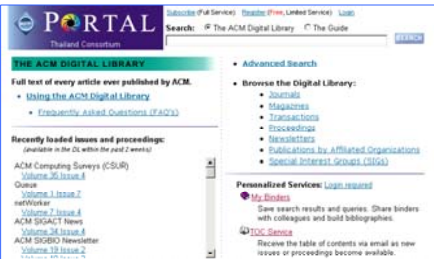 PORTAL
Thailand Consortium
Subscribe (Full Service) Register (Free, Limited Service) Login
Search: The ACM Digital Library The Guide
SEARCH
THE ACM DIGITAL LIBRARY
Full text of every article ever published by ACM.
Using the ACM Digital Library
Frequently Asked Questions (FAQ's)
Recently loaded issues and proceedings:
(available in the DL within the past 2 weeks)
ACM Computing Surveys (CSUR)
Volume 35 Issue 4
Queue
Volume 1 Issue 7
netWorker
Volume 7 Issue 4
ACM SIGACT News
Volume 34 Issue 4
ACM SIGBIO Newsletter
Volume 19 Issue 2
Advanced Search
Browse the Digital Library:
Journals
Magazines
Transactions
Proceedings
Newsletters
Publications by Affiliated Organizations
Special Interest Groups (SIGs)
Personalized Services: Login required
My Binders
Save search results and queries. Share binders
with colleagues and build bibliographies.
TOC Service
Receive the table of contents via email as new
issues or proceedings become available.